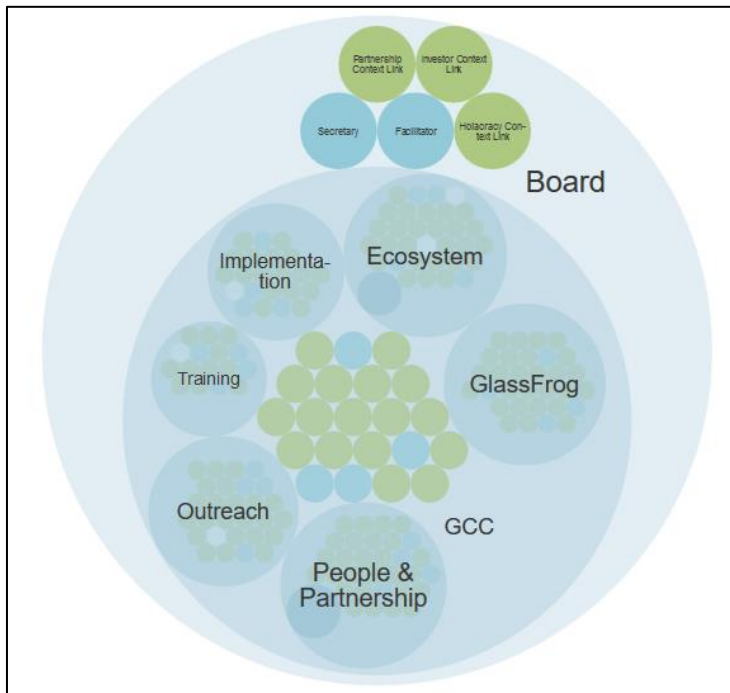 Partnership
Context Link
Investor Context
Link
Secretary
Facilitator
Holacracy Con-
text Link
Board
Ecosystem
Implementa-
tion
Training
GlassFrog
Outreach
GCC
People &
Partnership